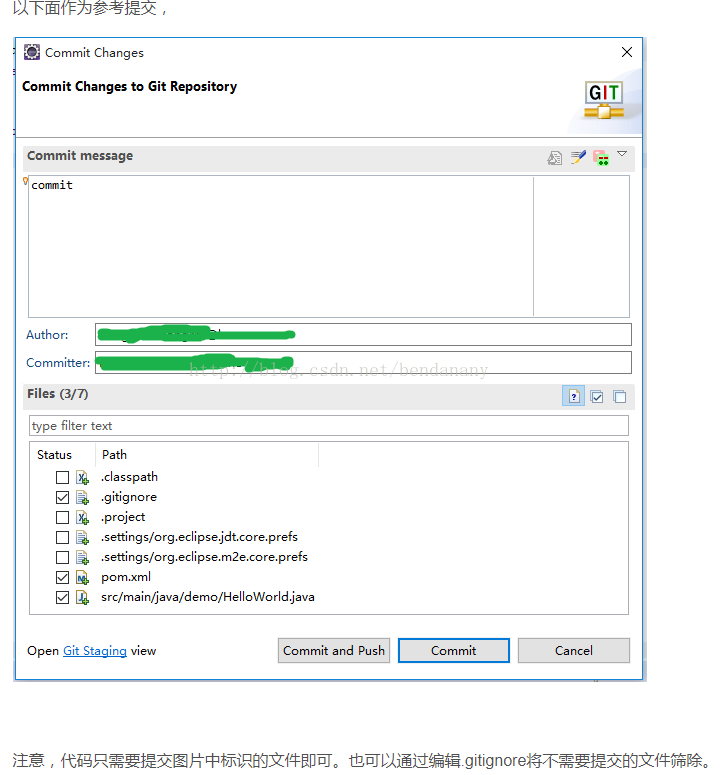 以下面作为参考提交，
Commit Changes
Commit Changes to Git Repository
GIT
Commit message
commit
Author:
Committer:
http://blog.csdn.net/bendanany
Files (3/7)
type filter text
Status Path
.classpath
.gitignore
.project
.settings/org.eclipse.jdt.core.prefs
.settings/org.eclipse.m2e.core.prefs
pom.xml
src/main/java/demo/HelloWorld.java
Open Git Staging view Commit and Push Commit Cancel
注意，代码只需要提交图片中标识的文件即可。也可以通过编辑.gitignore将不需要提交的文件筛除。